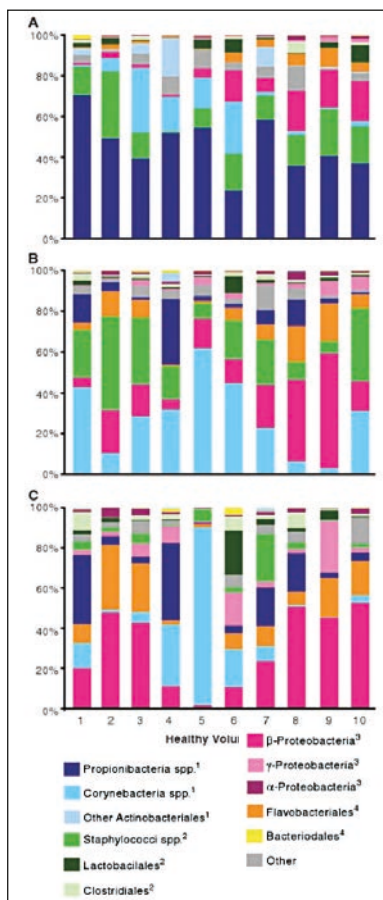 A
100%
80%
60%
40%
20%
0%
B
100%
80%
60%
40%
20%
0%
C
100%
80%
60%
40%
20%
0%
1 2 3 4 5 6 7 8 9 10
Healthy Volu
Propionibacteria spp.¹
Corynebacteria spp.¹
Other Actinobacteriales¹
Staphylococci spp.²
Lactobacilales²
Clostridiales²
β-Proteobacteria³
γ-Proteobacteria³
α-Proteobacteria³
Flavobacteriales⁴
Bacteriodales⁴
Other